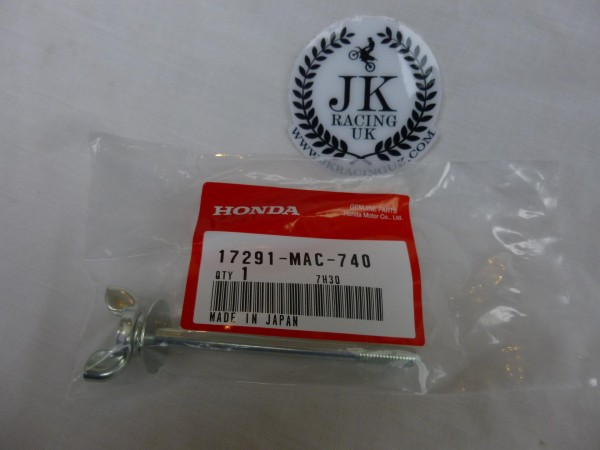 JK
RACING
UK
WWW.JKRACINGUK.COM
HONDA
GENUINE PARTS
Honda Motor Co., Ltd.
17291-MAC-740
QTY 1 7H30
MADE IN JAPAN